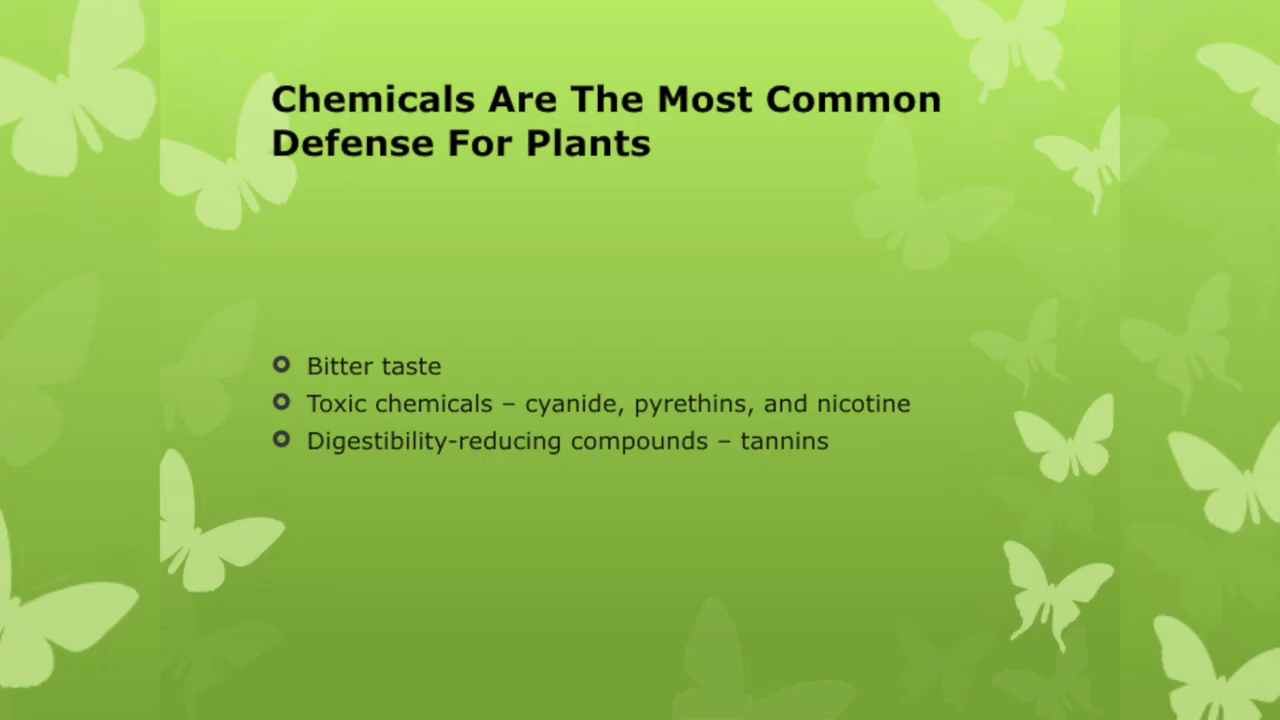 Chemicals Are The Most Common
Defense For Plants
Bitter taste
Toxic chemicals – cyanide, pyrethins, and nicotine
Digestibility-reducing compounds – tannins